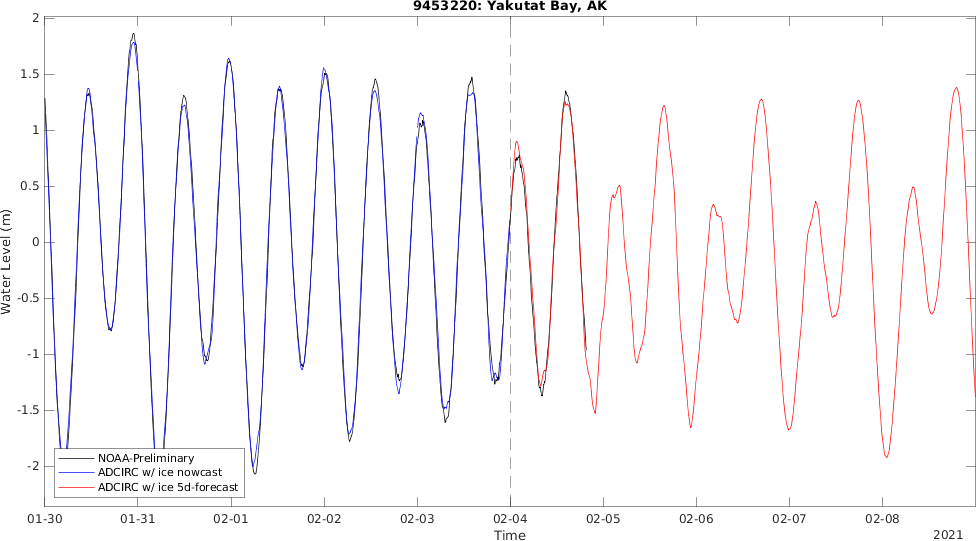 9453220: Yakutat Bay, AK
Water Level (m)
2
1.5
1
0.5
0
-0.5
-1
-1.5
-2
NOAA-Preliminary
ADCIRC w/ ice nowcast
ADCIRC w/ ice 5d-forecast
01-30 01-31 02-01 02-02 02-03 02-04 02-05 02-06 02-07 02-08
Time
2021